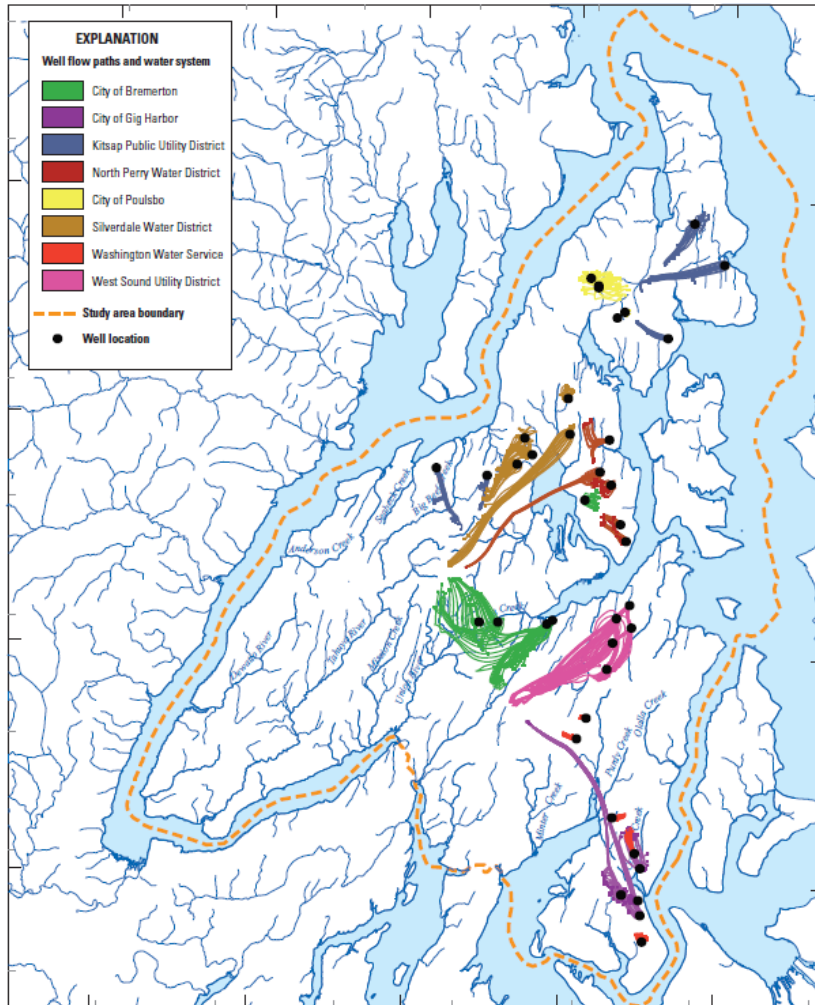 EXPLANATION
Well flow paths and water system
City of Bremerton
City of Gig Harbor
Kitsap Public Utility District
North Perry Water District
City of Poulsbo
Silverdale Water District
Washington Water Service
West Sound Utility District
Study area boundary
Well location
Creek
Big
Anderson Creek
Creek
Dewatto River
Tahuya River
Mission Creek
Union River
Olalla Creek
Purdy Creek
Minter Creek
Creek